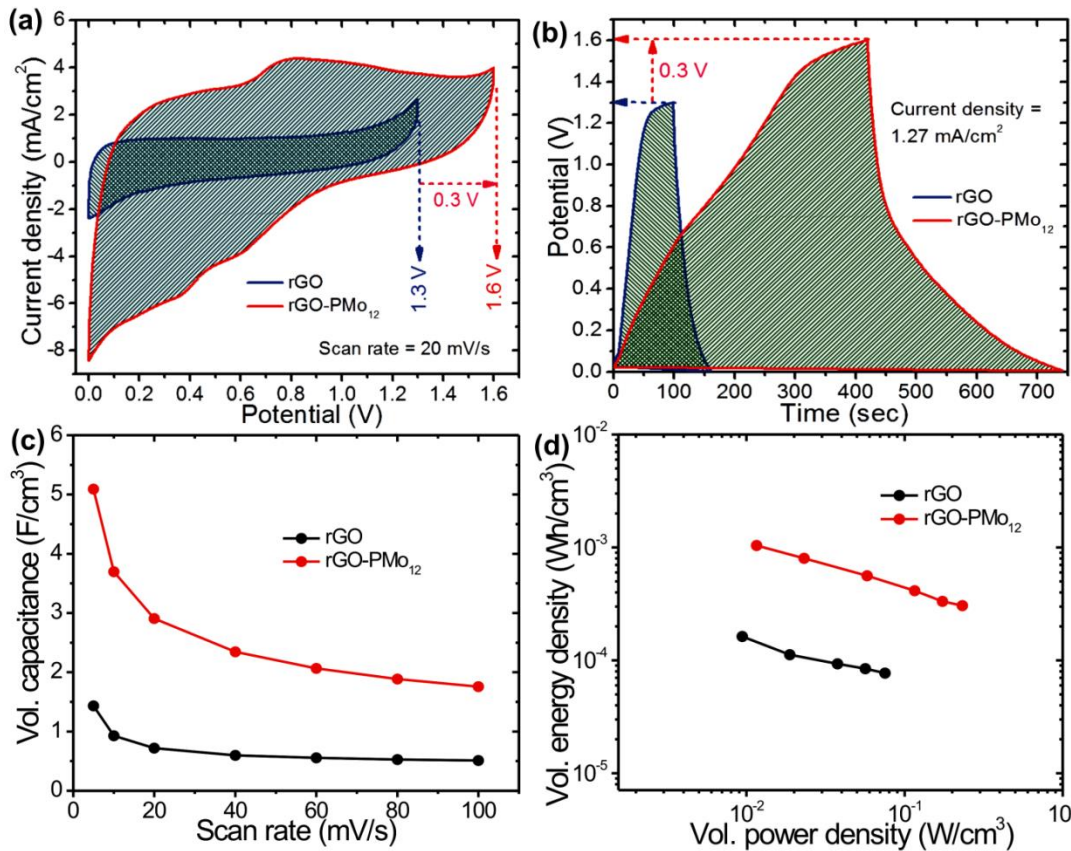 (a)
Current density (mA/cm²)
6
4
2
0
-2
-4
-6
-8
0.0 0.2 0.4 0.6 0.8 1.0 1.2 1.4 1.6
Potential (V)
0.3 V
1.3 V
1.6 V
rGO
rGO-PMo₁₂
Scan rate = 20 mV/s
(b)
Potential (V)
1.6
1.4
1.2
1.0
0.8
0.6
0.4
0.2
0.0
0 100 200 300 400 500 600 700
Time (sec)
0.3 V
Current density =
1.27 mA/cm²
rGO
rGO-PMo₁₂
(c)
Vol. capacitance (F/cm³)
6
5
4
3
2
1
0
0 20 40 60 80 100
Scan rate (mV/s)
rGO
rGO-PMo₁₂
(d)
Vol. energy density (Wh/cm³)
10⁻²
10⁻³
10⁻⁴
10⁻⁵
10⁻² 10⁻¹ 10
Vol. power density (W/cm³)
rGO
rGO-PMo₁₂